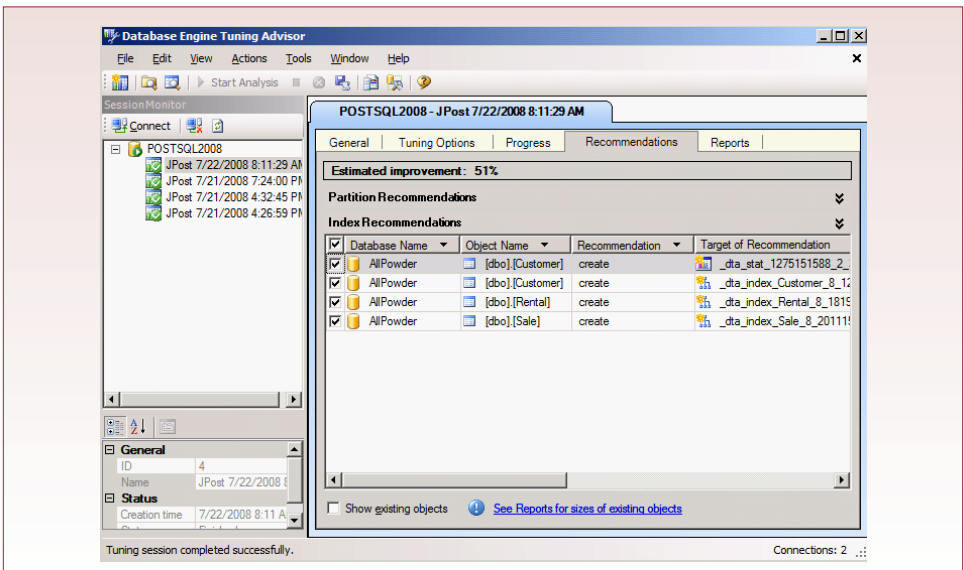 Database Engine Tuning Advisor
File Edit View Actions Tools Window Help
Start Analysis
Session Monitor
Connect
POSTSQL2008
JPost 7/22/2008 8:11:29 AM
JPost 7/21/2008 7:24:00 PM
JPost 7/21/2008 4:32:45 PM
JPost 7/21/2008 4:26:59 PM
General
ID 4
Name JPost 7/22/2008 8
Status
Creation time 7/22/2008 8:11 A
POSTSQL2008 - JPost 7/22/2008 8:11:29 AM
General Tuning Options Progress Recommendations Reports
Estimated improvement: 51%
Partition Recommendations
Index Recommendations
Database Name Object Name Recommendation Target of Recommendation
AllPowder [dbo].[Customer] create _dta_stat_1275151588_2_
AllPowder [dbo].[Customer] create _dta_index_Customer_8_12
AllPowder [dbo].[Rental] create _dta_index_Rental_8_1819
AllPowder [dbo].[Sale] create _dta_index_Sale_8_20111
Show existing objects See Reports for sizes of existing objects
Tuning session completed successfully. Connections: 2